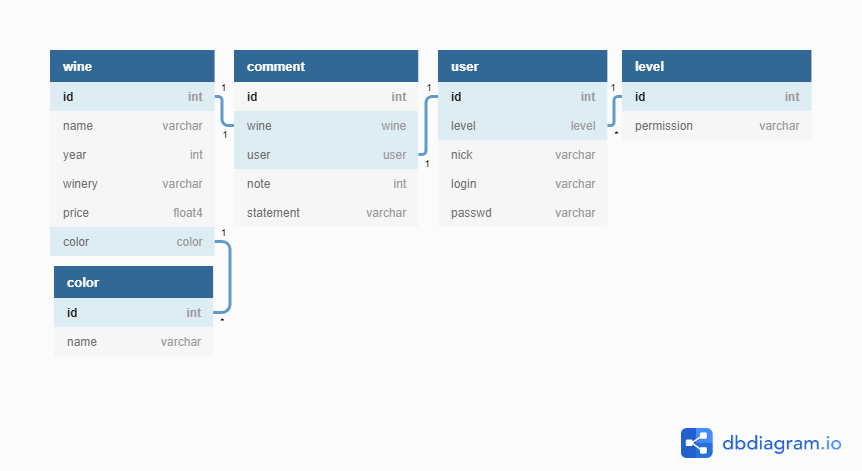 wine
id int
name varchar
year int
winery varchar
price float4
color color
comment
id int
wine wine
user user
note int
statement varchar
user
id int
level level
nick varchar
login varchar
passwd varchar
level
id int
permission varchar
color
id int
name varchar
1
1
1
1
1
*
1
*
dbdiagram.io